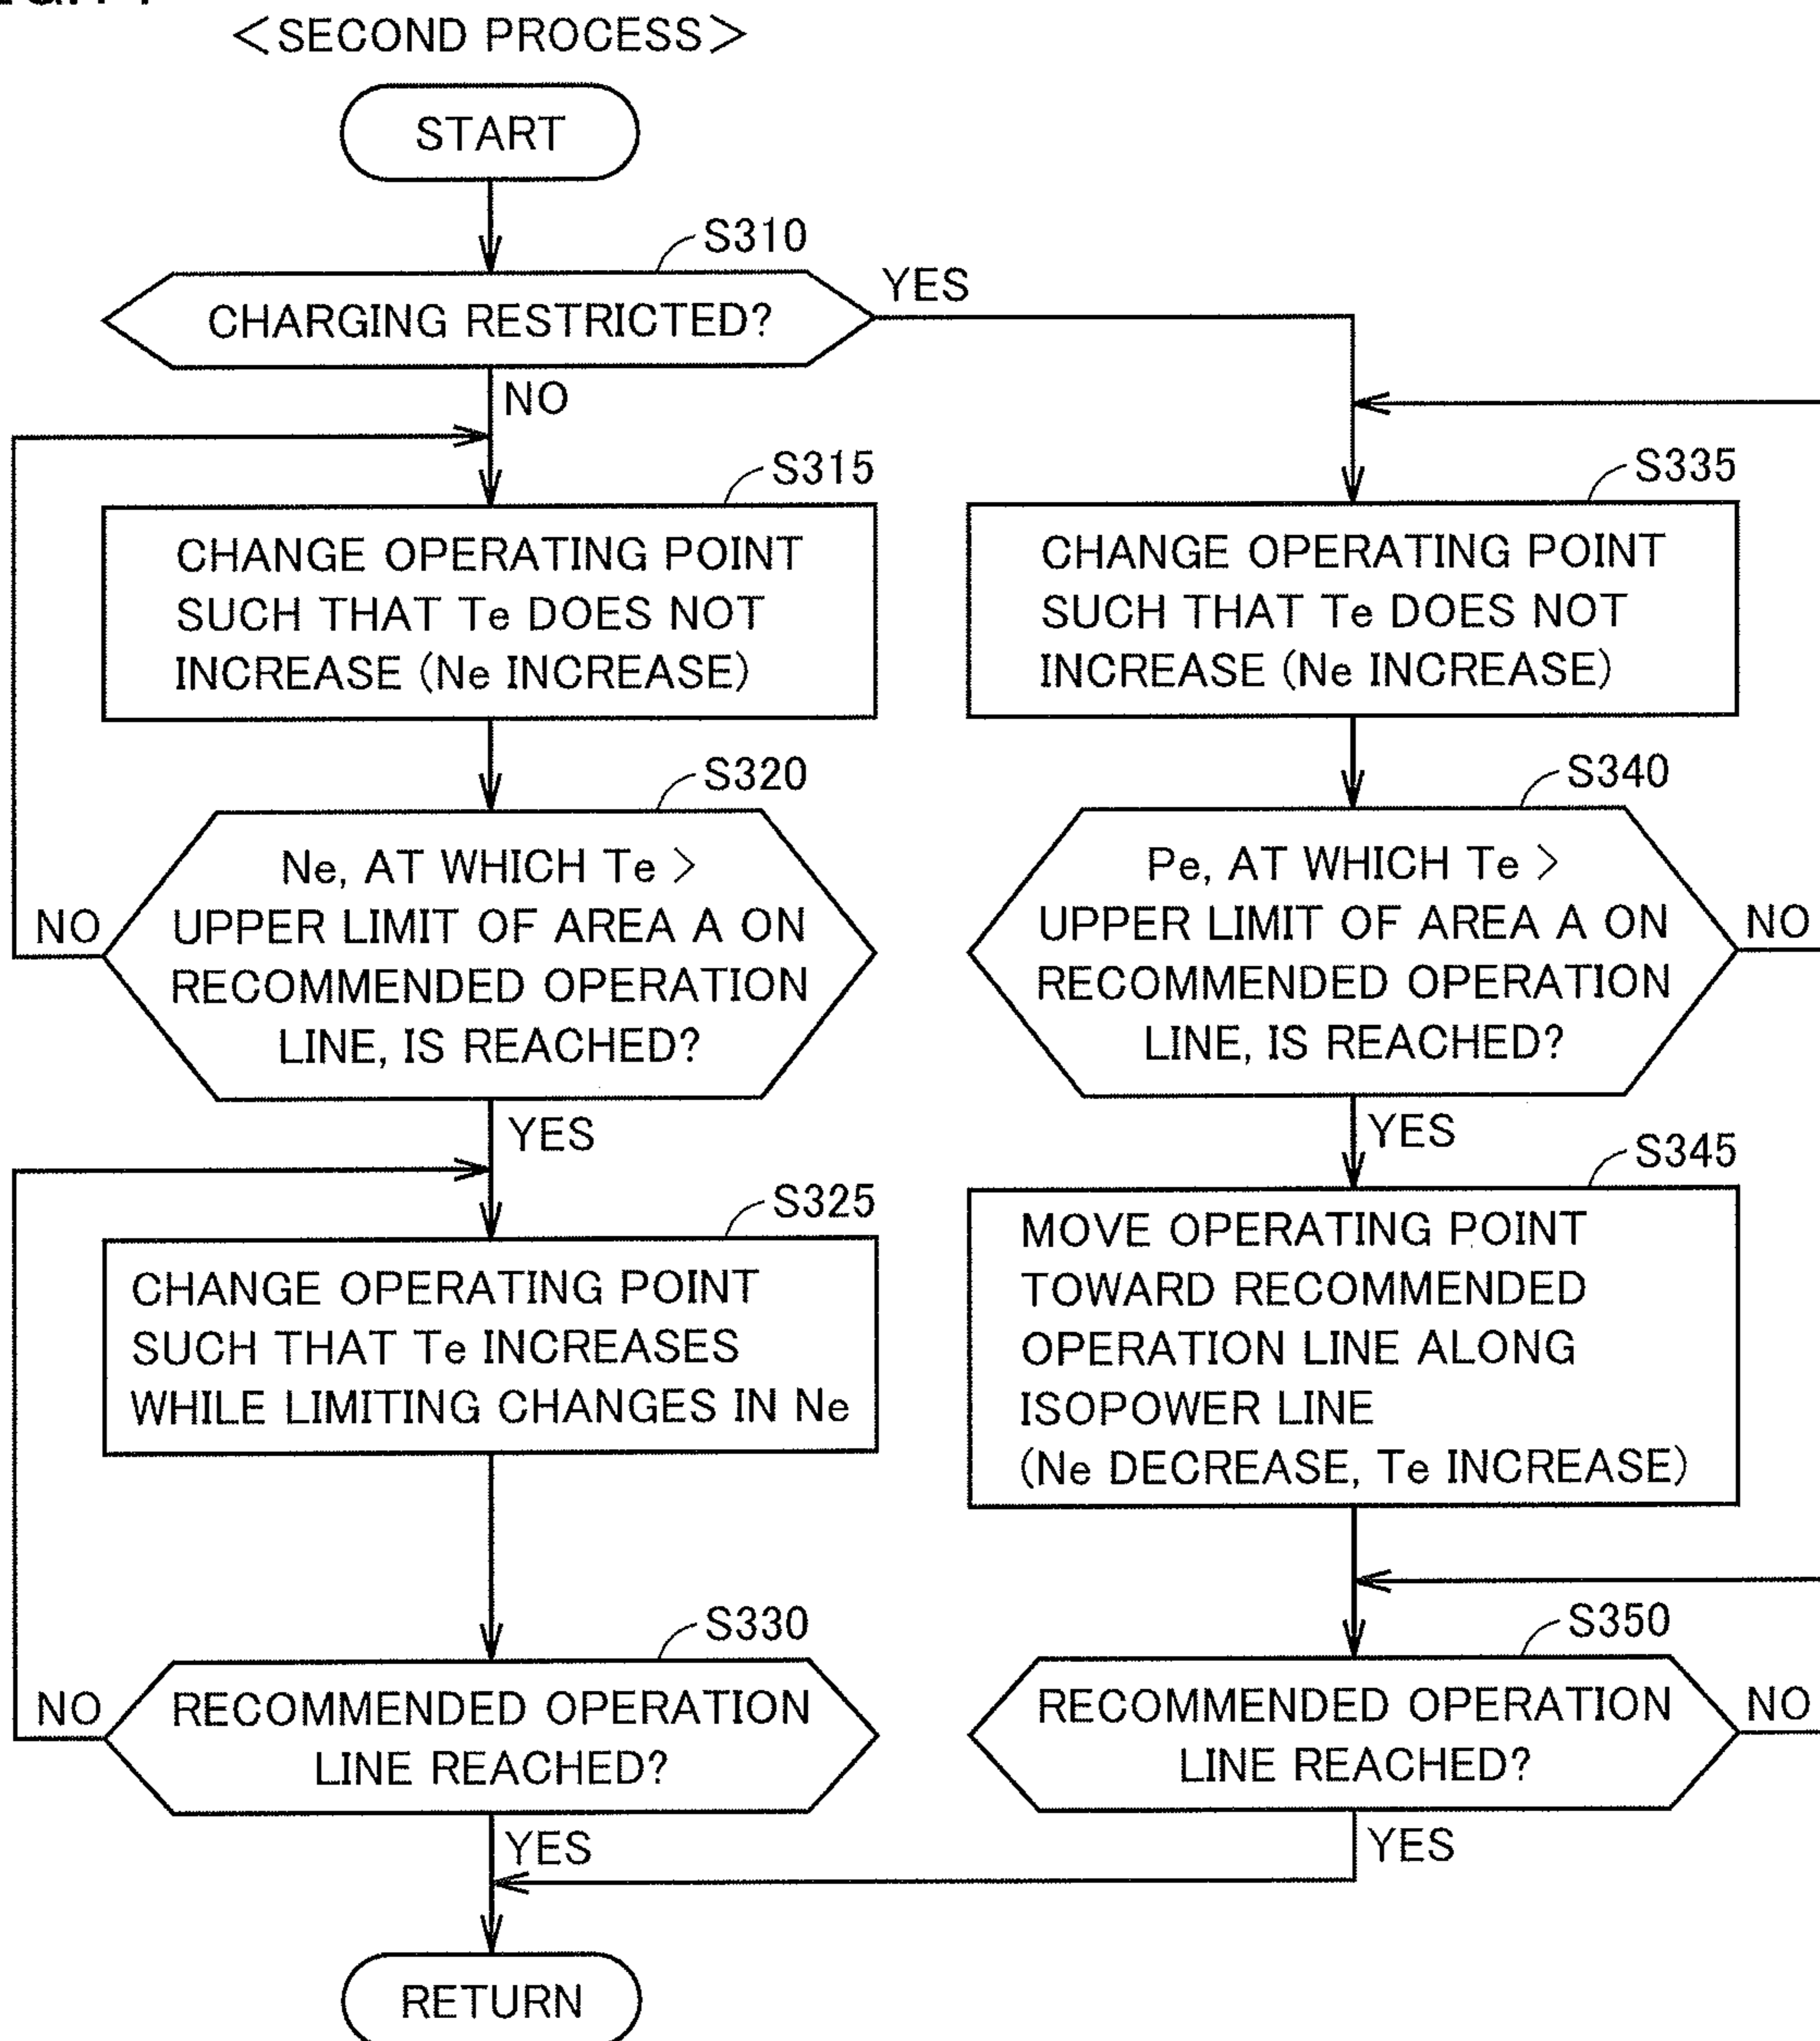 <SECOND PROCESS>
START
S310
CHARGING RESTRICTED?
YES
NO
S315
CHANGE OPERATING POINT
SUCH THAT Te DOES NOT
INCREASE (Ne INCREASE)
S320
Ne, AT WHICH Te >
UPPER LIMIT OF AREA A ON
RECOMMENDED OPERATION
LINE, IS REACHED?
NO
YES
S325
CHANGE OPERATING POINT
SUCH THAT Te INCREASES
WHILE LIMITING CHANGES IN Ne
S330
RECOMMENDED OPERATION
LINE REACHED?
NO
YES
S335
CHANGE OPERATING POINT
SUCH THAT Te DOES NOT
INCREASE (Ne INCREASE)
S340
Pe, AT WHICH Te >
UPPER LIMIT OF AREA A ON
RECOMMENDED OPERATION
LINE, IS REACHED?
NO
YES
S345
MOVE OPERATING POINT
TOWARD RECOMMENDED
OPERATION LINE ALONG
ISOPOWER LINE
(Ne DECREASE, Te INCREASE)
S350
RECOMMENDED OPERATION
LINE REACHED?
NO
YES
RETURN